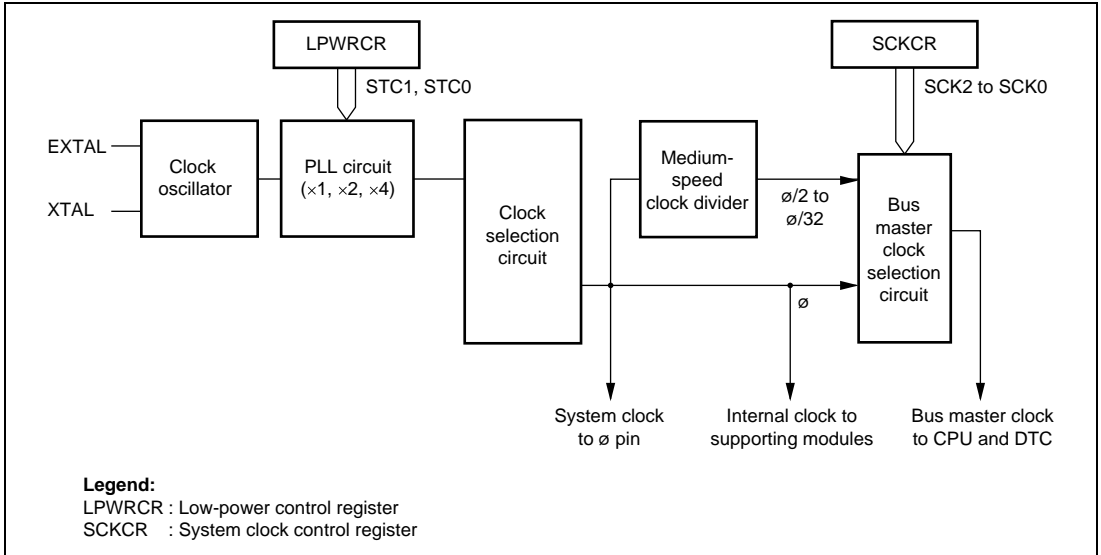 LPWRCR
SCKCR
STC1, STC0
SCK2 to SCK0
EXTAL
XTAL
Clock
oscillator
PLL circuit
(×1, ×2, ×4)
Clock
selection
circuit
Medium-
speed
clock divider
ø/2 to
ø/32
Bus
master
clock
selection
circuit
ø
System clock
to ø pin
Internal clock to
supporting modules
Bus master clock
to CPU and DTC
Legend:
LPWRCR : Low-power control register
SCKCR : System clock control register